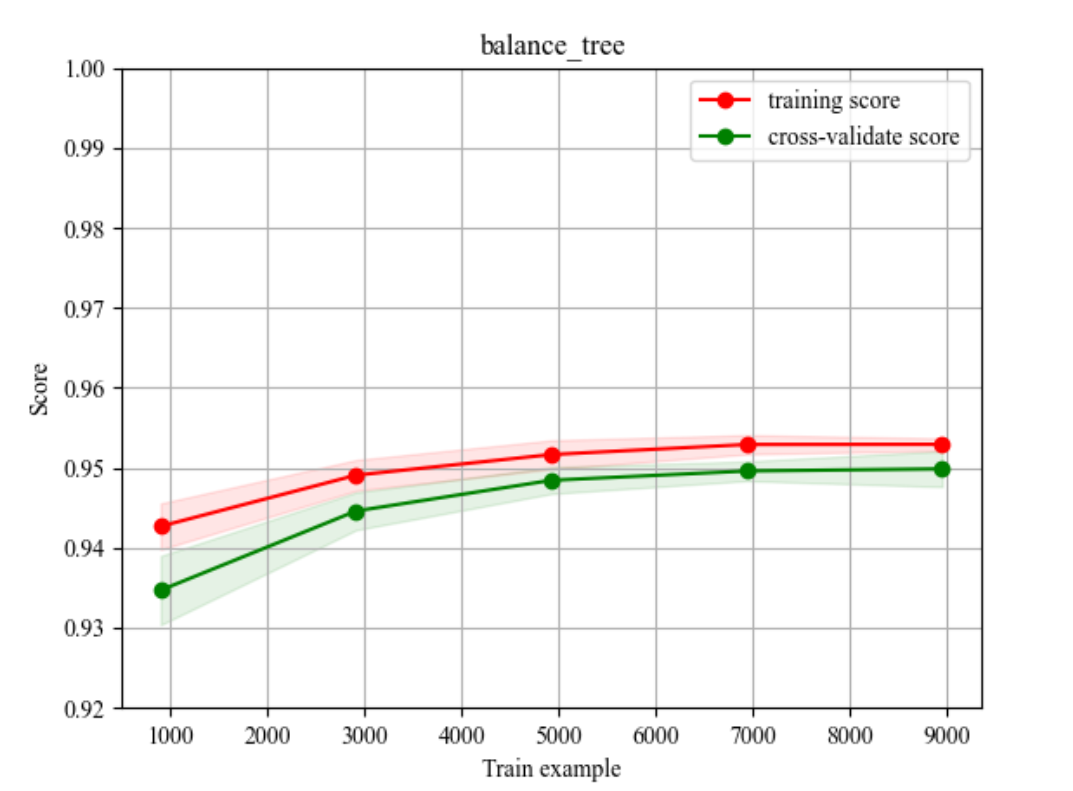 balance_tree
1.00
0.99
0.98
0.97
0.96
0.95
0.94
0.93
0.92
Score
training score
cross-validate score
1000 2000 3000 4000 5000 6000 7000 8000 9000
Train example